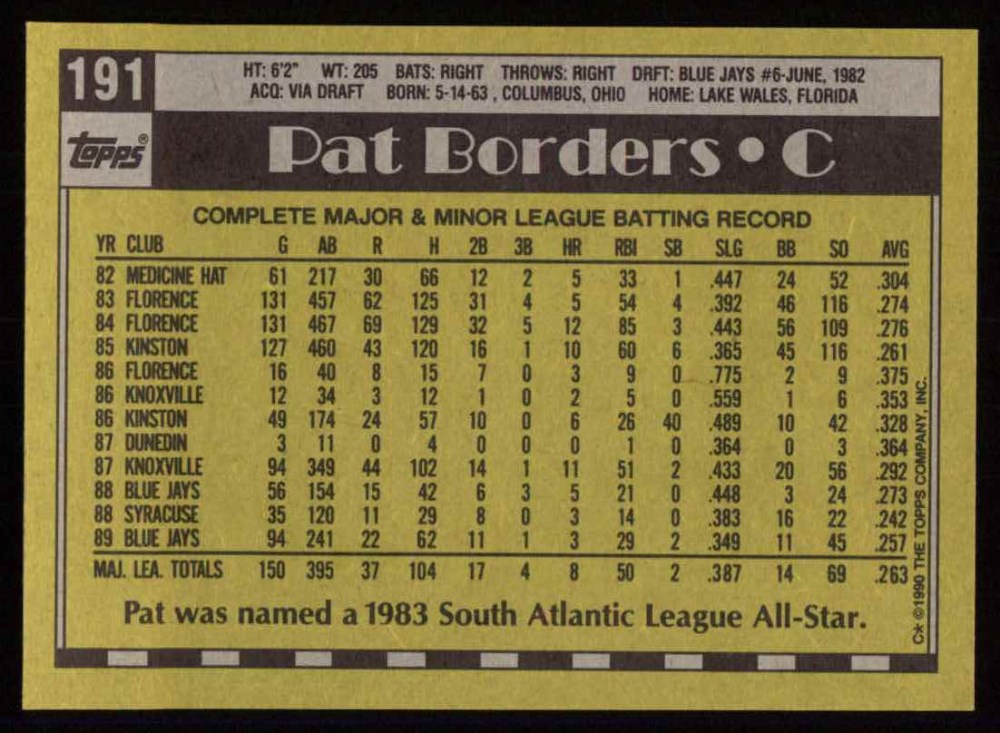 191
HT: 6'2" WT: 205 BATS: RIGHT THROWS: RIGHT DRFT: BLUE JAYS #6-JUNE, 1982
ACQ: VIA DRAFT BORN: 5-14-63 , COLUMBUS, OHIO HOME: LAKE WALES, FLORIDA
topps®
Pat Borders • C
COMPLETE MAJOR & MINOR LEAGUE BATTING RECORD
YR CLUB G AB R H 2B 3B HR RBI SB SLG BB SO AVG
82 MEDICINE HAT 61 217 30 66 12 2 5 33 1 .447 24 52 .304
83 FLORENCE 131 457 62 125 31 4 5 54 4 .392 46 116 .274
84 FLORENCE 131 467 69 129 32 5 12 85 3 .443 56 109 .276
85 KINSTON 127 460 43 120 16 1 10 60 6 .365 45 116 .261
86 FLORENCE 16 40 8 15 7 0 3 9 0 .775 2 9 .375
86 KNOXVILLE 12 34 3 12 1 0 2 5 0 .559 1 6 .353
86 KINSTON 49 174 24 57 10 0 6 26 40 .489 10 42 .328
87 DUNEDIN 3 11 0 4 0 0 0 1 0 .364 0 3 .364
87 KNOXVILLE 94 349 44 102 14 1 11 51 2 .433 20 56 .292
88 BLUE JAYS 56 154 15 42 6 3 5 21 0 .448 3 24 .273
88 SYRACUSE 35 120 11 29 8 0 3 14 0 .383 16 22 .242
89 BLUE JAYS 94 241 22 62 11 1 3 29 2 .349 11 45 .257
MAJ. LEA. TOTALS 150 395 37 104 17 4 8 50 2 .387 14 69 .263
Pat was named a 1983 South Atlantic League All-Star.
C* ©1990 THE TOPPS COMPANY, INC.